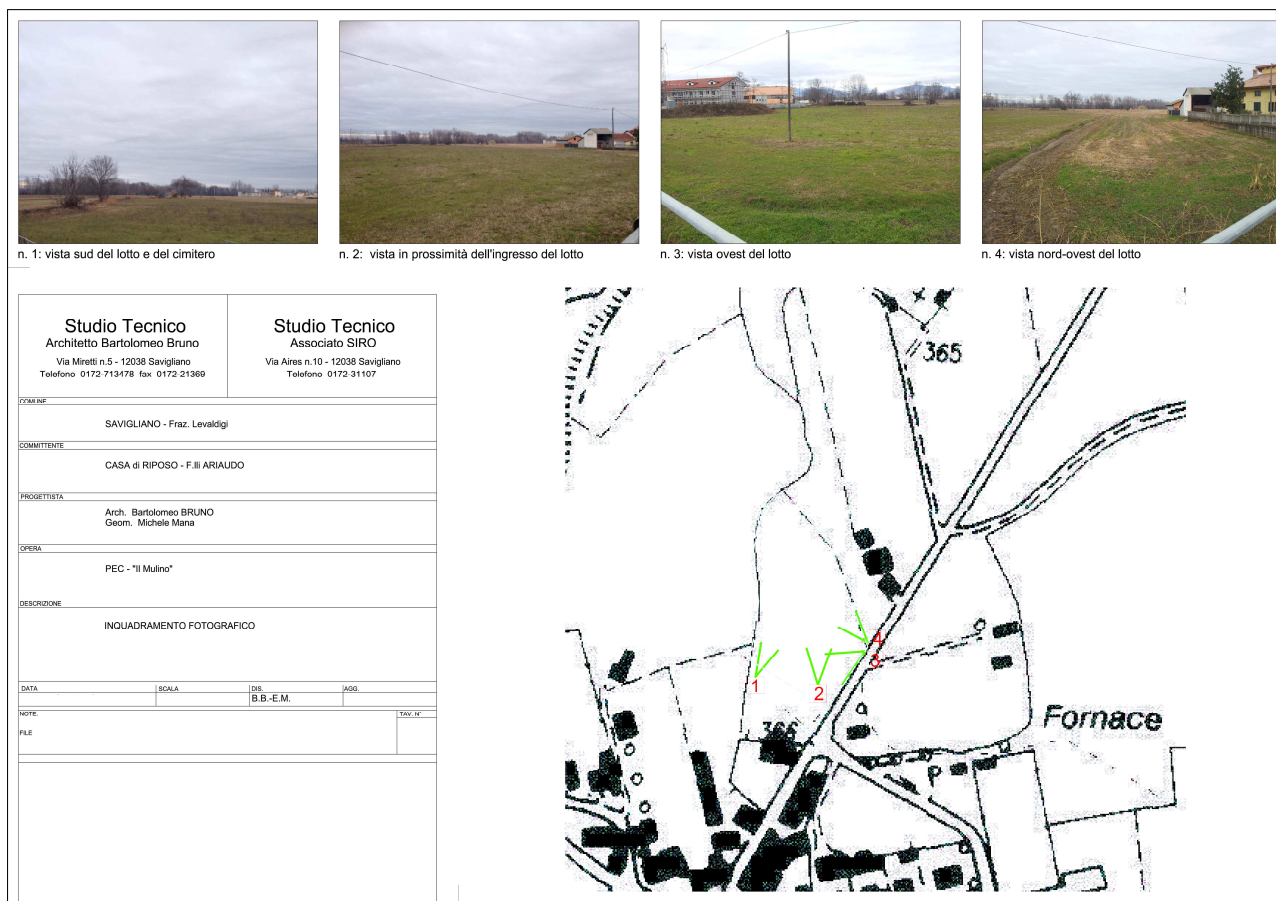 n. 1: vista sud del lotto e del cimitero
n. 2: vista in prossimità dell'ingresso del lotto
n. 3: vista ovest del lotto
n. 4: vista nord-ovest del lotto
Studio Tecnico
Architetto Bartolomeo Bruno
Via Miretti n.5 - 12038 Savigliano
Telefono 0172-713478 fax 0172-21369
Studio Tecnico
Associato SIRO
Via Aires n.10 - 12038 Savigliano
Telefono 0172-31107
COMUNE
SAVIGLIANO - Fraz. Levaldigi
COMMITTENTE
CASA di RIPOSO - F.lli ARIAUDO
PROGETTISTA
Arch. Bartolomeo BRUNO
Geom. Michele Mana
OPERA
PEC - "Il Mulino"
DESCRIZIONE
INQUADRAMENTO FOTOGRAFICO
DATA
SCALA
DIS.
B.B.-E.M.
AGG.
NOTE.
TAV. N°
FILE
365
4
3
1
2
366
Fornace
P